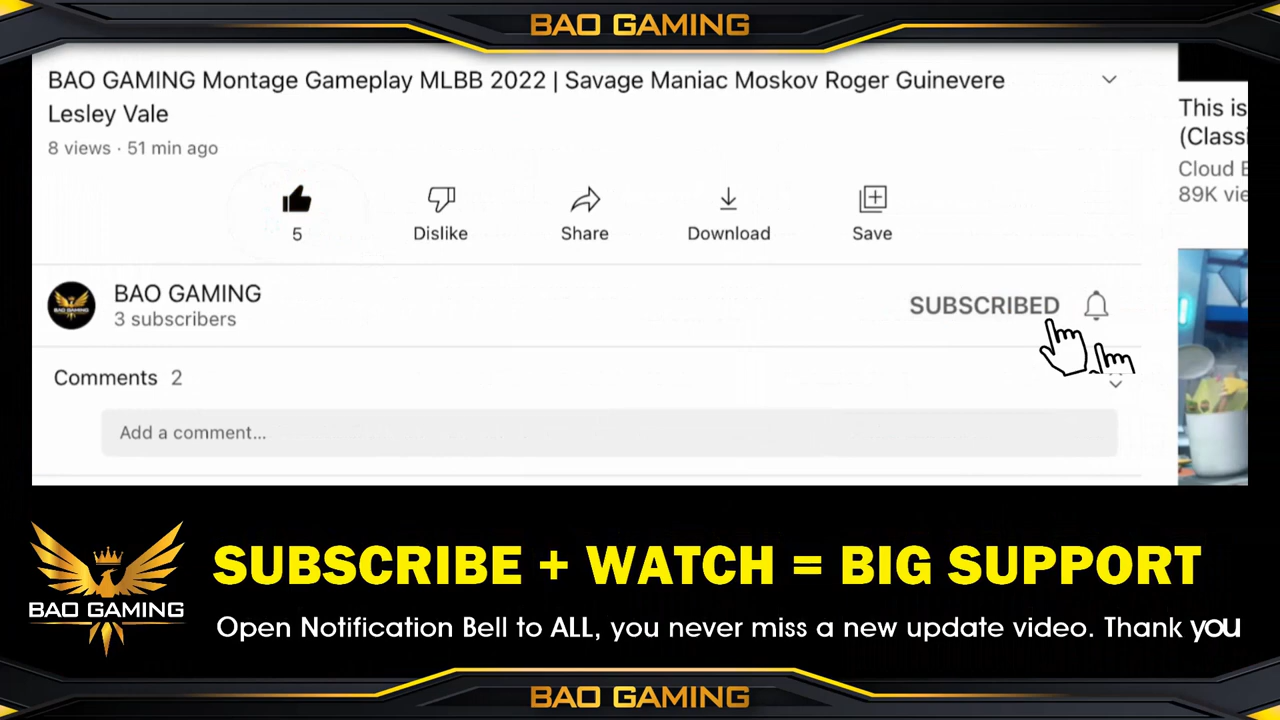 BAO GAMING
BAO GAMING Montage Gameplay MLBB 2022 | Savage Maniac Moskov Roger Guinevere
Lesley Vale
8 views · 51 min ago
5
Dislike
Share
Download
Save
BAO GAMING
3 subscribers
SUBSCRIBED
Comments 2
Add a comment...
This is
(Classi
Cloud
89K
BAO GAMING
SUBSCRIBE + WATCH = BIG SUPPORT
Open Notification Bell to ALL, you never miss a new update video. Thank you
BAO GAMING